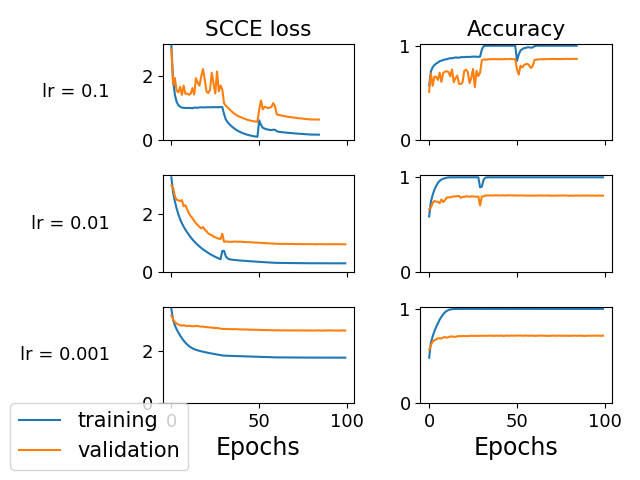 SCCE loss
Accuracy
lr = 0.1
2
0
1
0
lr = 0.01
2
0
1
0
lr = 0.001
2
0
1
0
0 50 100
0 50 100
Epochs
Epochs
training
validation